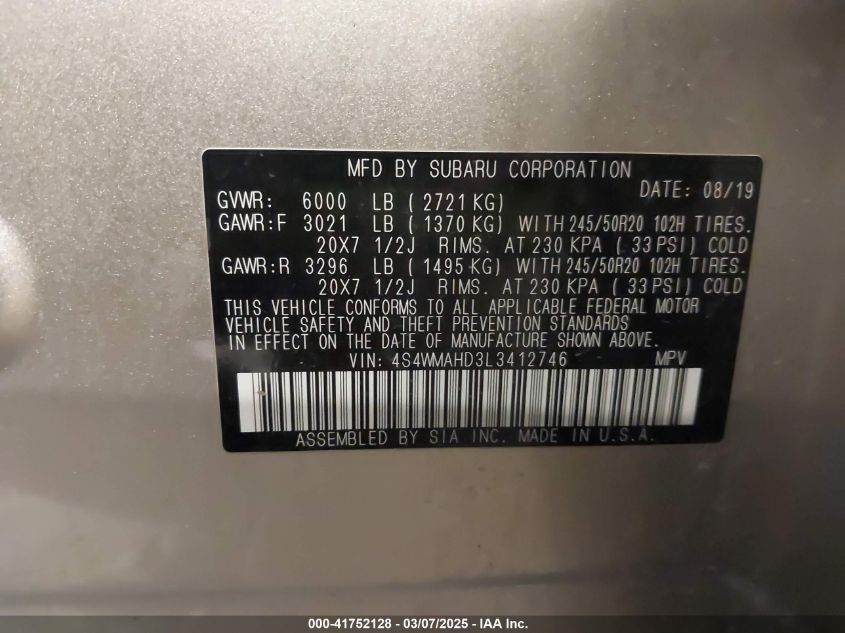 MFD BY SUBARU CORPORATION
DATE: 08/19
GVWR: 6000 LB ( 2721 KG)
GAWR:F 3021 LB ( 1370 KG) WITH 245/50R20 102H TIRES.
20X7 1/2J RIMS. AT 230 KPA ( 33 PSI) COLD
GAWR:R 3296 LB ( 1495 KG) WITH 245/50R20 102H TIRES.
20X7 1/2J RIMS. AT 230 KPA ( 33 PSI) COLD
THIS VEHICLE CONFORMS TO ALL APPLICABLE FEDERAL MOTOR
VEHICLE SAFETY AND THEFT PREVENTION STANDARDS
IN EFFECT ON THE DATE OF MANUFACTURE SHOWN ABOVE.
VIN: 4S4WMAHD3L3412746 MPV
ASSEMBLED BY SIA INC. MADE IN U.S.A.
000-41752128 - 03/07/2025 - IAA Inc.